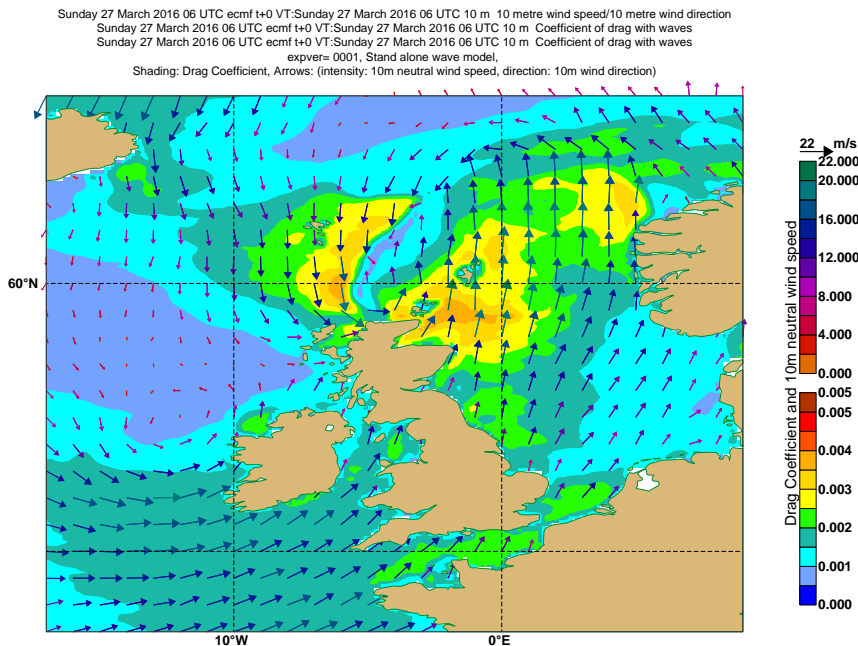 Sunday 27 March 2016 06 UTC ecmf t+0 VT:Sunday 27 March 2016 06 UTC 10 m 10 metre wind speed/10 metre wind direction
Sunday 27 March 2016 06 UTC ecmf t+0 VT:Sunday 27 March 2016 06 UTC 10 m Coefficient of drag with waves
Sunday 27 March 2016 06 UTC ecmf t+0 VT:Sunday 27 March 2016 06 UTC 10 m Coefficient of drag with waves
expver= 0001, Stand alone wave model,
Shading: Drag Coefficient, Arrows: (intensity: 10m neutral wind speed, direction: 10m wind direction)
22 m/s
22.000
20.000
16.000
12.000
8.000
4.000
0.000
0.005
0.005
0.004
0.003
0.002
0.001
0.000
Drag Coefficient and 10m neutral wind speed
60°N
10°W
0°E